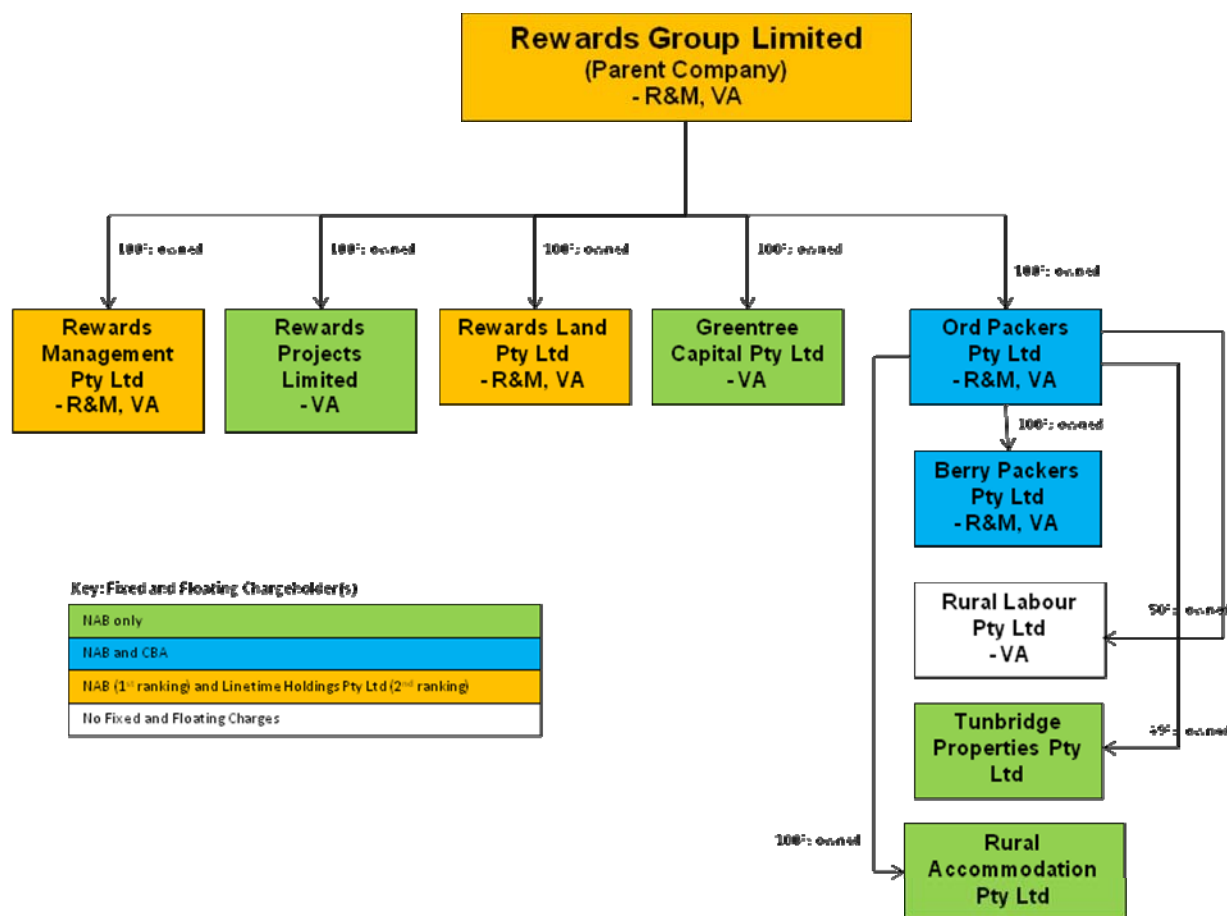 Rewards Group Limited
(Parent Company)
- R&M, VA
100% owned
100% owned
100% owned
100% owned
100% owned
Rewards
Management
Pty Ltd
- R&M, VA
Rewards
Projects
Limited
- VA
Rewards Land
Pty Ltd
- R&M, VA
Greentree
Capital Pty Ltd
- VA
Ord Packers
Pty Ltd
- R&M, VA
100% owned
Berry Packers
Pty Ltd
- R&M, VA
Rural Labour
Pty Ltd
- VA
50% owned
Tunbridge
Properties Pty
Ltd
owned
100% owned
Rural
Accommodation
Pty Ltd
Key: Fixed and Floating Chargeholder(s)
NAB only
NAB and CBA
NAB (1st ranking) and Linetime Holdings Pty Ltd (2nd ranking)
No Fixed and Floating Charges